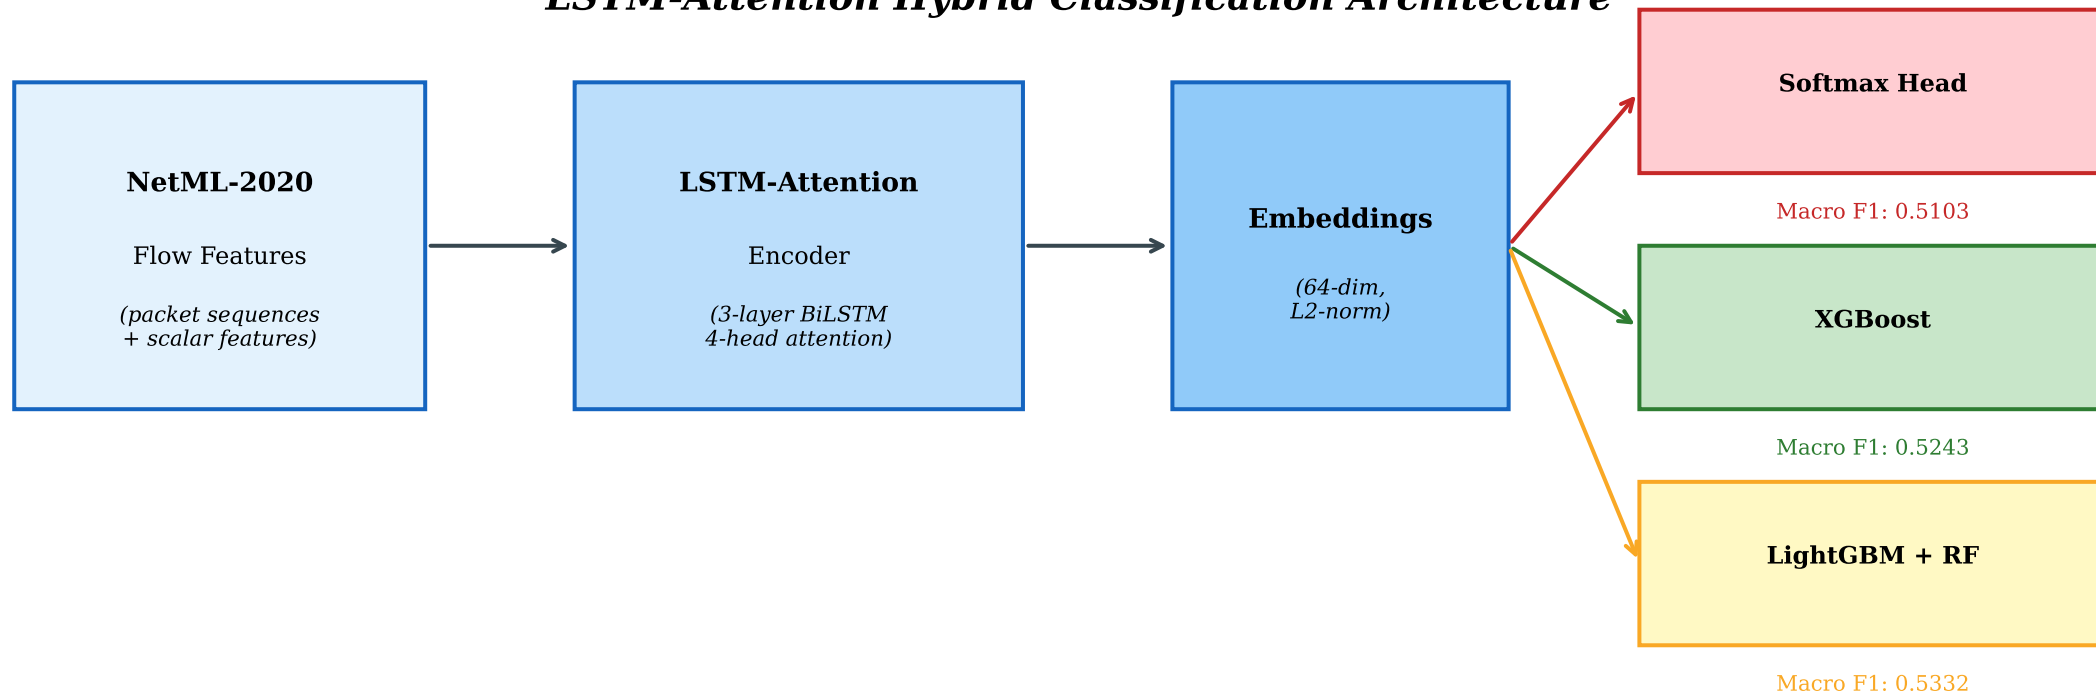 LSTM-Attention Hybrid Classification Architecture
NetML-2020
Flow Features
(packet sequences
+ scalar features)
LSTM-Attention
Encoder
(3-layer BiLSTM
4-head attention)
Embeddings
(64-dim,
L2-norm)
Softmax Head
Macro F1: 0.5103
XGBoost
Macro F1: 0.5243
LightGBM + RF
Macro F1: 0.5332